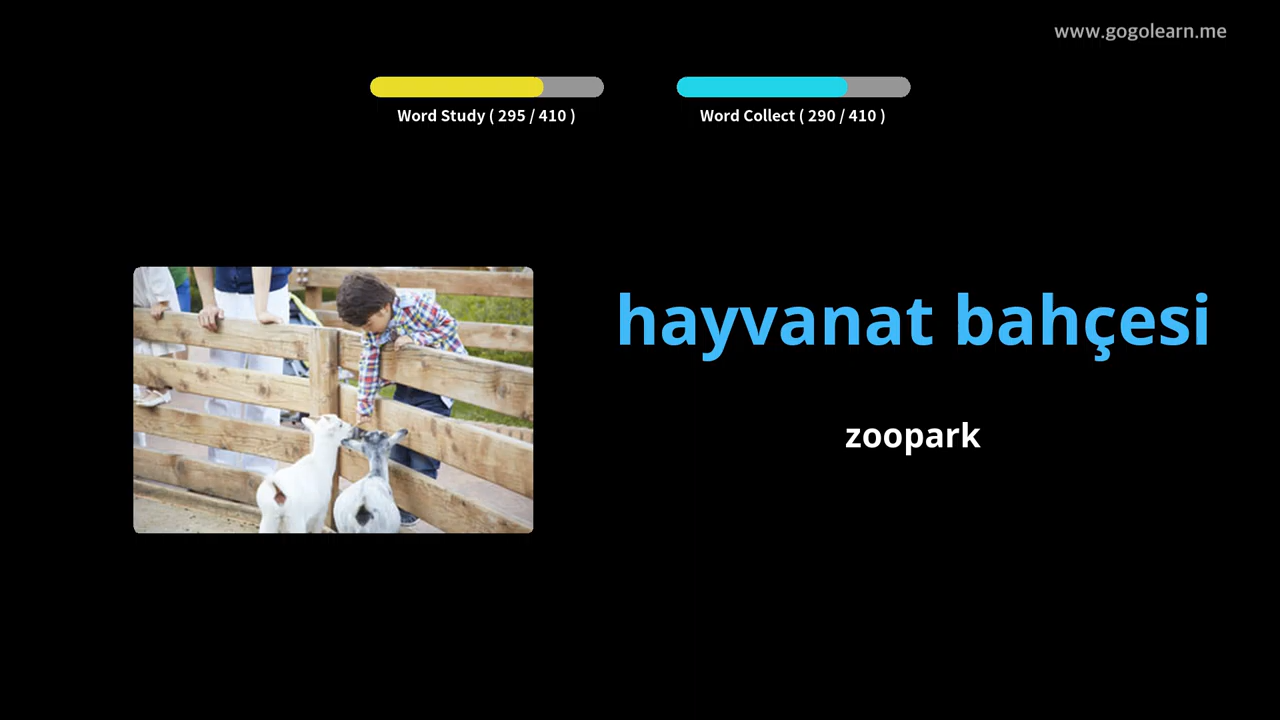 www.gogolearn.me
Word Study ( 295 / 410 )
Word Collect ( 290 / 410 )
hayvanat bahçesi
zoopark